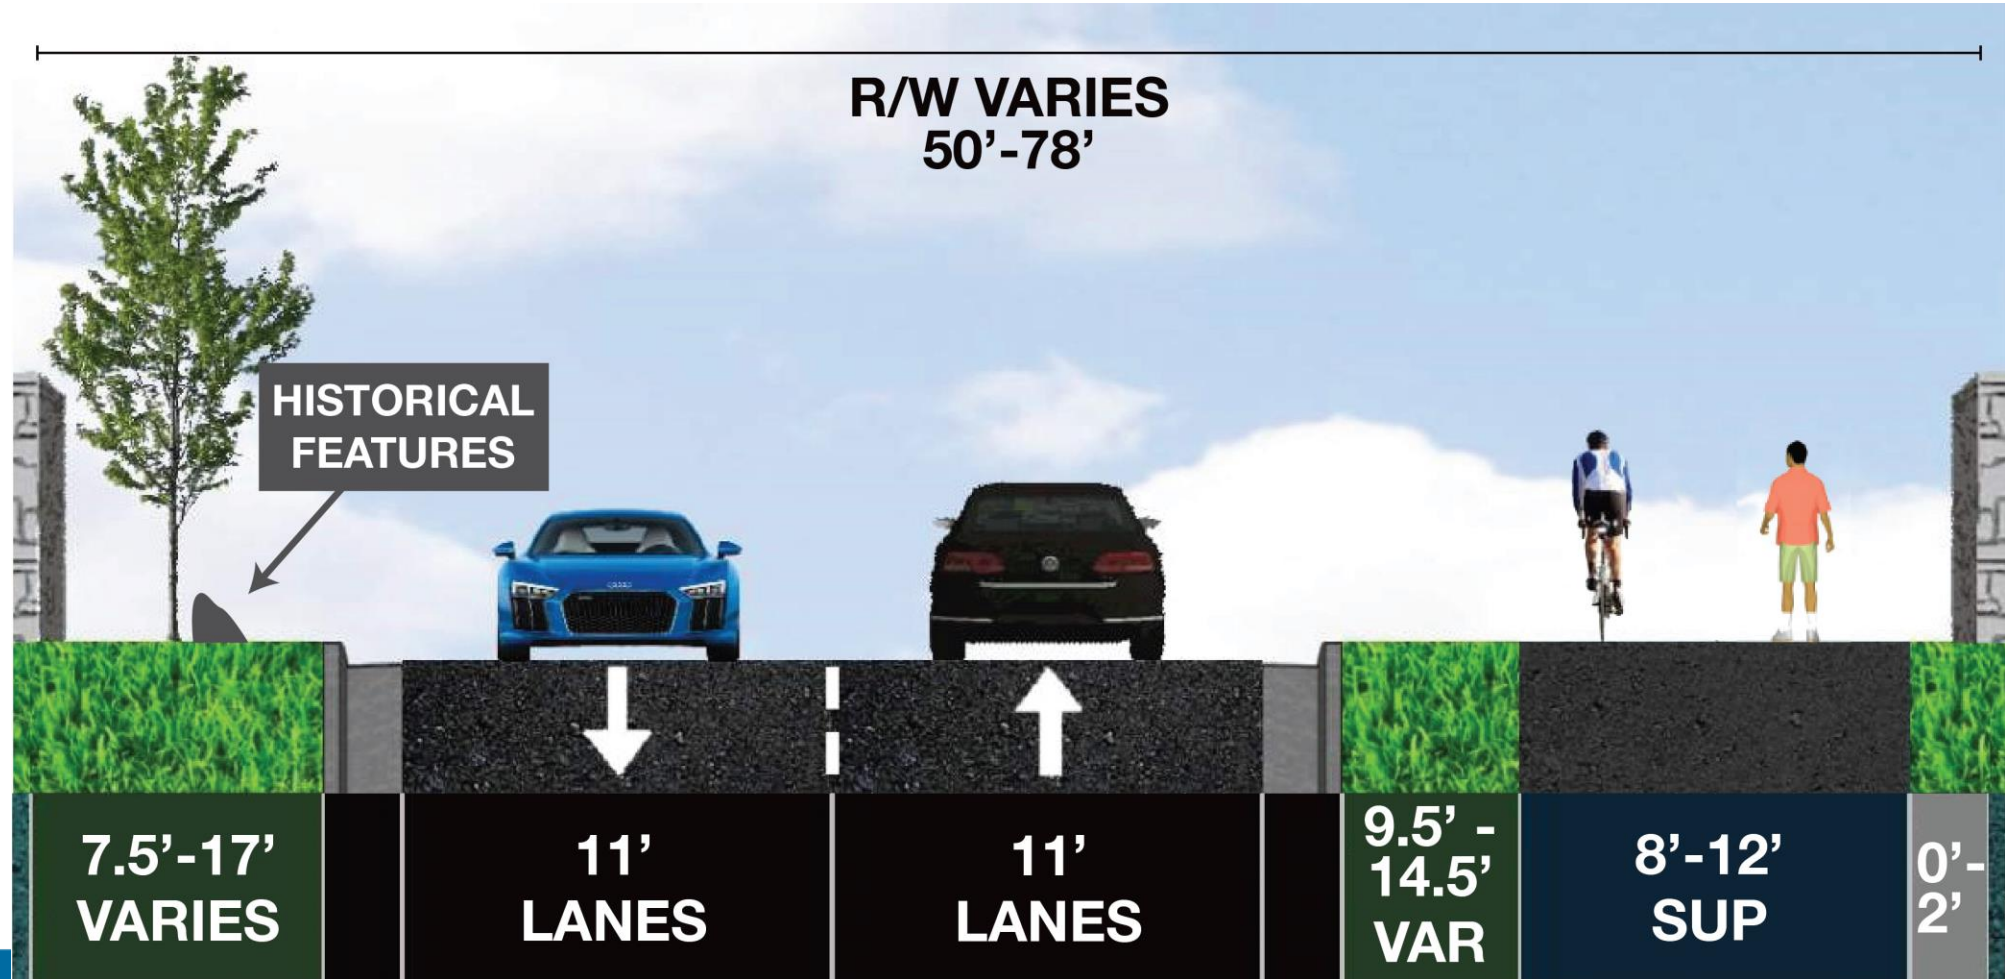 R/W VARIES
50’-78’
HISTORICAL
FEATURES
7.5’-17’
VARIES
11’
LANES
11’
LANES
9.5’ -
14.5’
VAR
8’-12’
SUP
0’-
2’